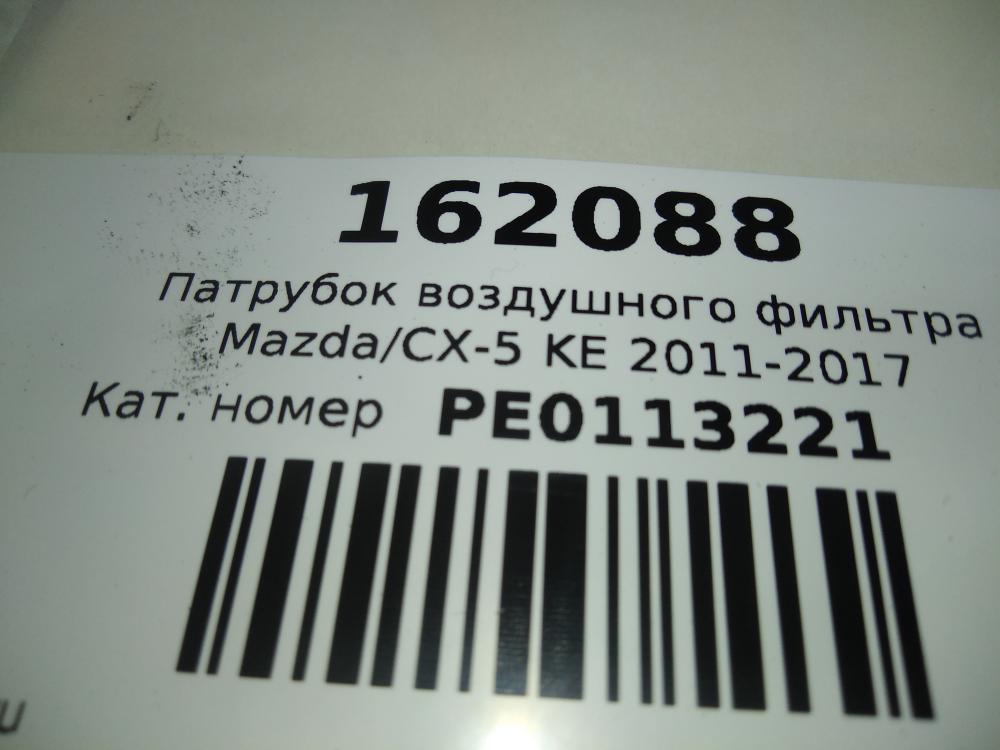 162088
Патрубок воздушного фильтра
Mazda/CX-5 KE 2011-2017
Кат. номер PE0113221